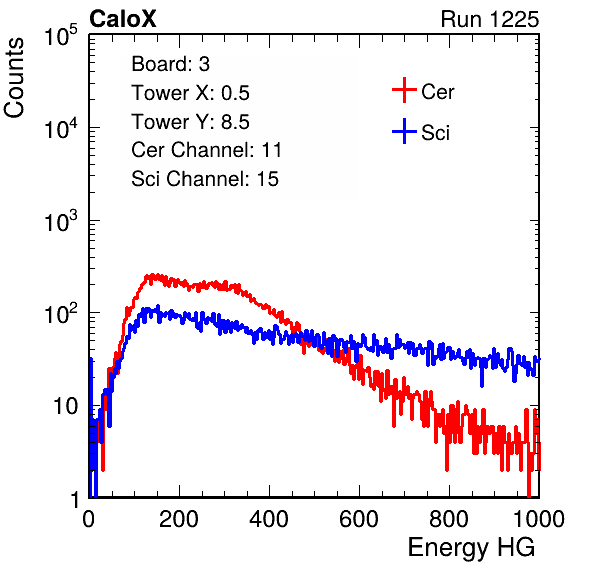 CaloX Run 1225
Counts
10^5
10^4
10^3
10^2
10
1
Board: 3
Tower X: 0.5
Tower Y: 8.5
Cer Channel: 11
Sci Channel: 15
Cer
Sci
0 200 400 600 800 1000
Energy HG